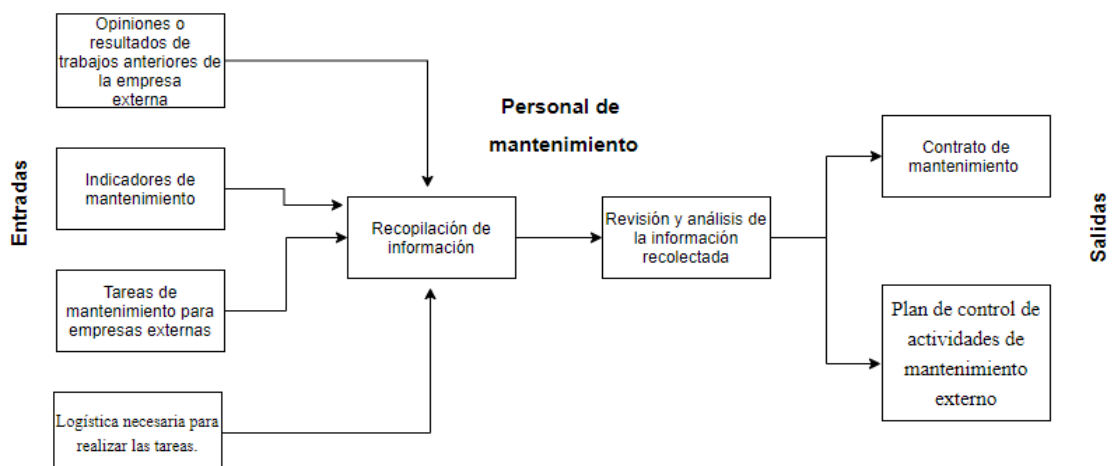 Entradas
Opiniones o
resultados de
trabajos anteriores de
la empresa
externa
Indicadores de
mantenimiento
Tareas de
mantenimiento para
empresas externas
Logística necesaria para
realizar las tareas.
Personal de
mantenimiento
Recopilación de
información
Revisión y análisis de
la información
recolectada
Contrato de
mantenimiento
Plan de control de
actividades de
mantenimiento
externo
Salidas